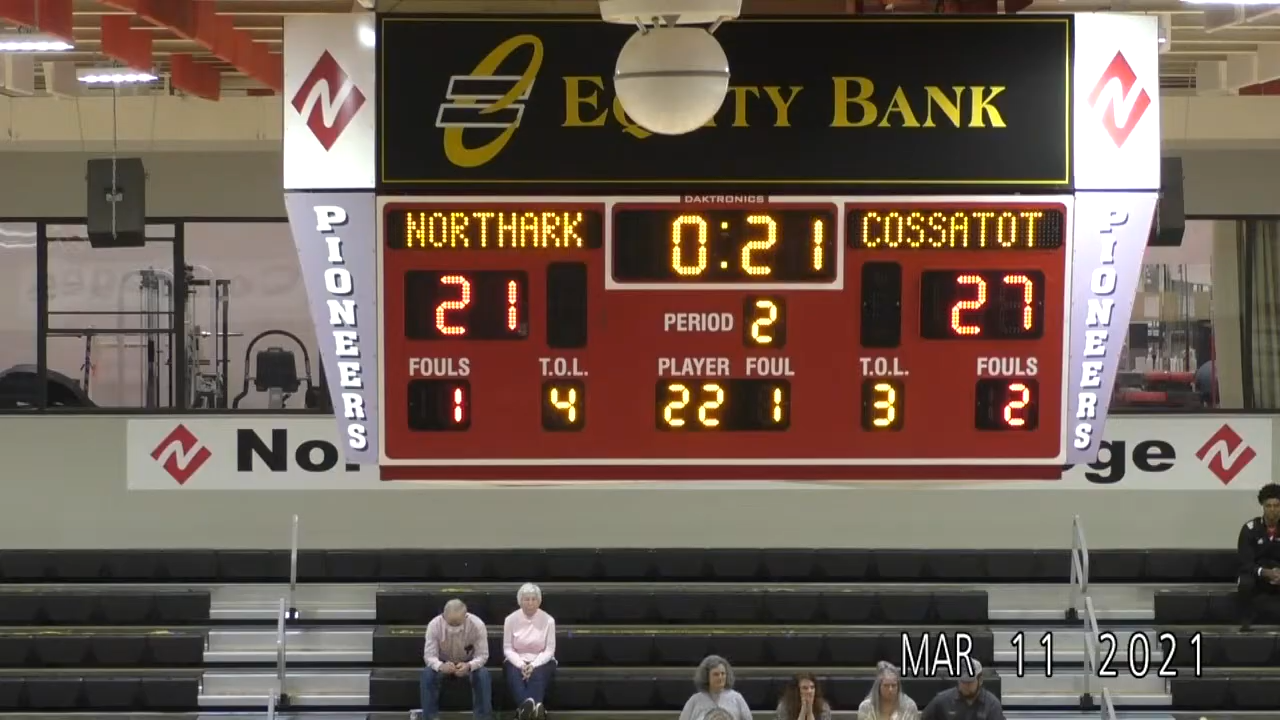 EQUITY BANK
DAKTRONICS
PIONEERS
PIONEERS
NORTHARK 0:21 COSSATOT
21 27
PERIOD 2
FOULS T.O.L. PLAYER FOUL T.O.L. FOULS
1 4 22 1 3 2
MAR 11 2021